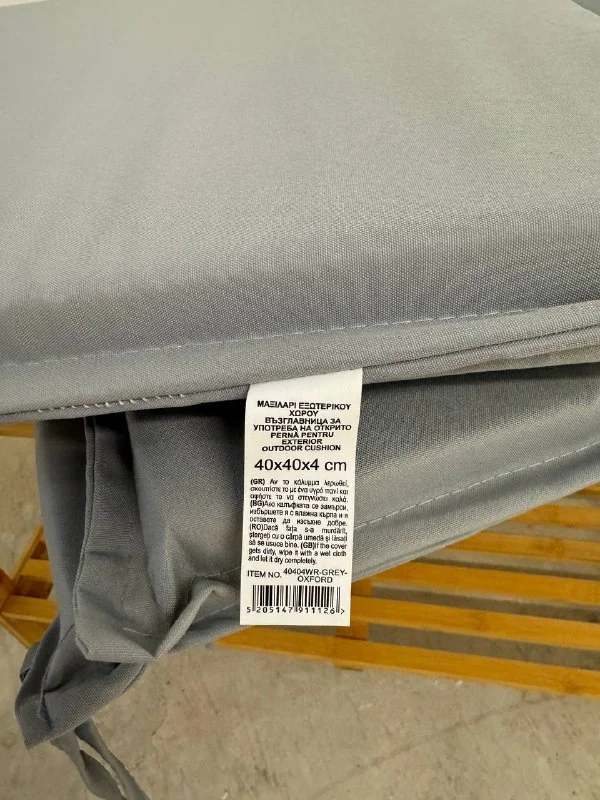 ΜΑΞΙΛΑΡΙ ΕΞΩΤΕΡΙΚΟΥ
ΧΩΡΟΥ
ВЪЗГЛАВНИЦА ЗА
УПОТРЕБА НА ОТКРИТО
PERNĂ PENTRU
EXTERIOR
OUTDOOR CUSHION
40x40x4 cm
(GR) Αν το κάλυμμα λερωθεί,
σκουπίστε το με ένα υγρό πανί και
αφήστε το να στεγνώσει καλά.
(BG)Ако калъфката се замърси,
избършете я с влажна кърпа и я
оставете да изсъхне добре.
(RO)Dacă fața s-a murdărit,
ștergeți cu o cârpă umedă și lăsați
să se usuce bine. (GB)If the cover
gets dirty, wipe it with a wet cloth
and let it dry completely.
ITEM NO. 40404WR-GREY-
OXFORD
5 205147 911126 >